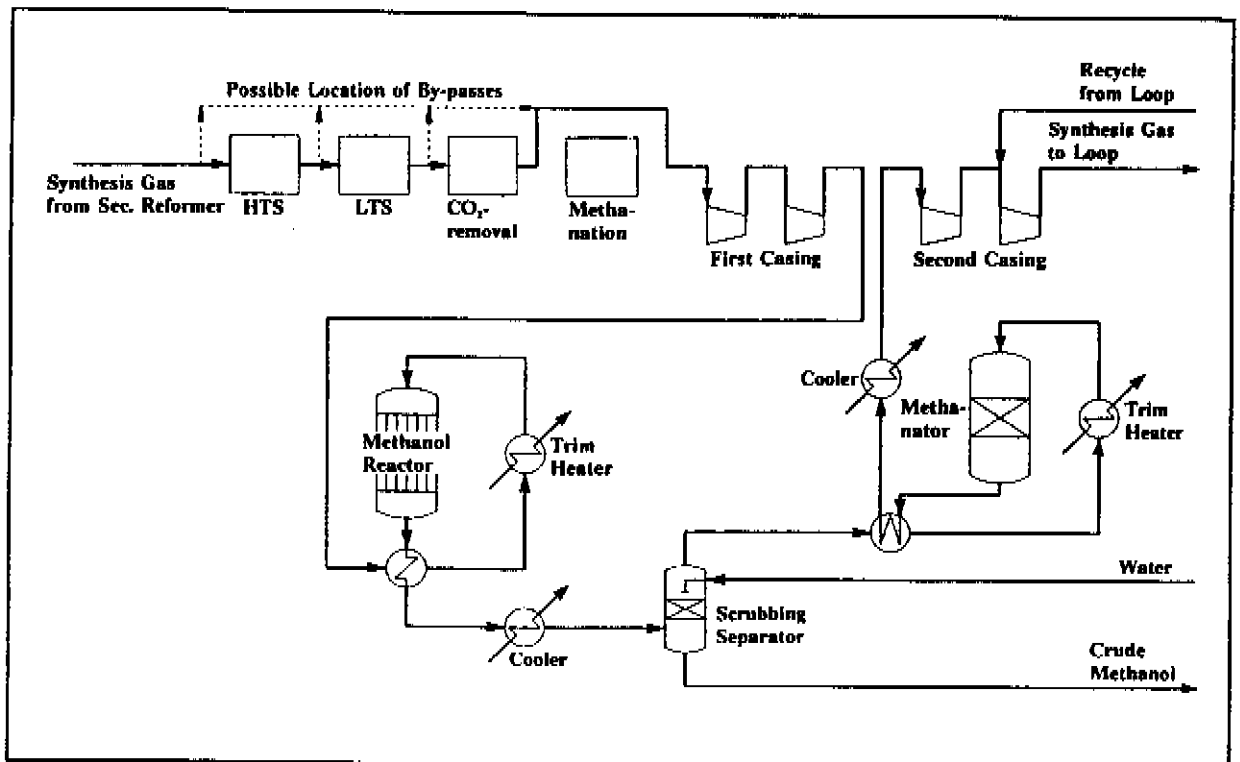 Possible Location of By-passes
Recycle
from Loop
Synthesis Gas
to Loop
Synthesis Gas
from Sec. Reformer
HTS
LTS
CO₂-
removal
Metha-
nation
First Casing
Second Casing
Cooler
Metha-
nator
Trim
Heater
Methanol
Reactor
Trim
Heater
Water
Scrubbing
Separator
Cooler
Crude
Methanol